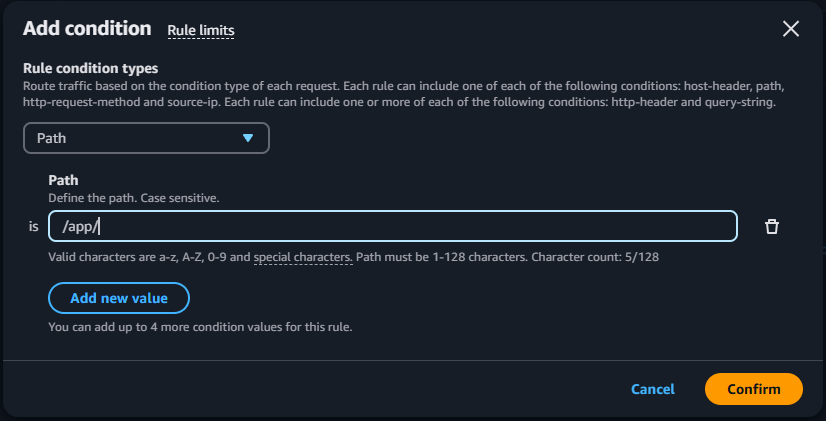 Add condition Rule limits
Rule condition types
Route traffic based on the condition type of each request. Each rule can include one of each of the following conditions: host-header, path,
http-request-method and source-ip. Each rule can include one or more of each of the following conditions: http-header and query-string.
Path
Path
Define the path. Case sensitive.
is /app/
Valid characters are a-z, A-Z, 0-9 and special characters. Path must be 1-128 characters. Character count: 5/128
Add new value
You can add up to 4 more condition values for this rule.
Cancel Confirm